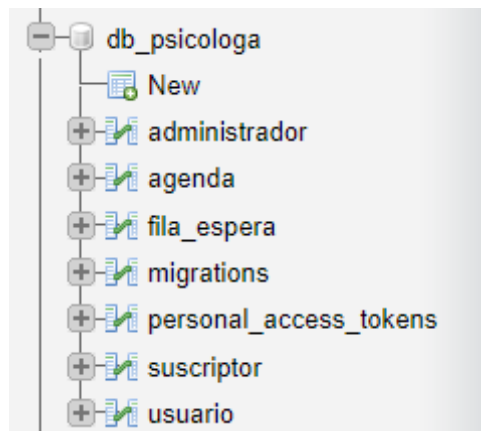 db_psicologa
New
administrador
agenda
fila_espera
migrations
personal_access_tokens
suscriptor
usuario